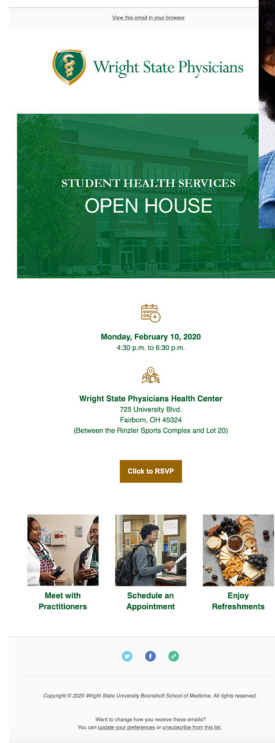 View this email in your browser
Wright State Physicians
STUDENT HEALTH SERVICES
OPEN HOUSE
Monday, February 10, 2020
4:30 p.m. to 6:30 p.m.
Wright State Physicians Health Center
725 University Blvd.
Fairborn, OH 45324
(Between the Rinzler Sports Complex and Lot 20)
Click to RSVP
Meet with
Practitioners
Schedule an
Appointment
Enjoy
Refreshments
Copyright © 2020 Wright State University Boonshoft School of Medicine, All rights reserved.
Want to change how you receive these emails?
You can update your preferences or unsubscribe from this list.